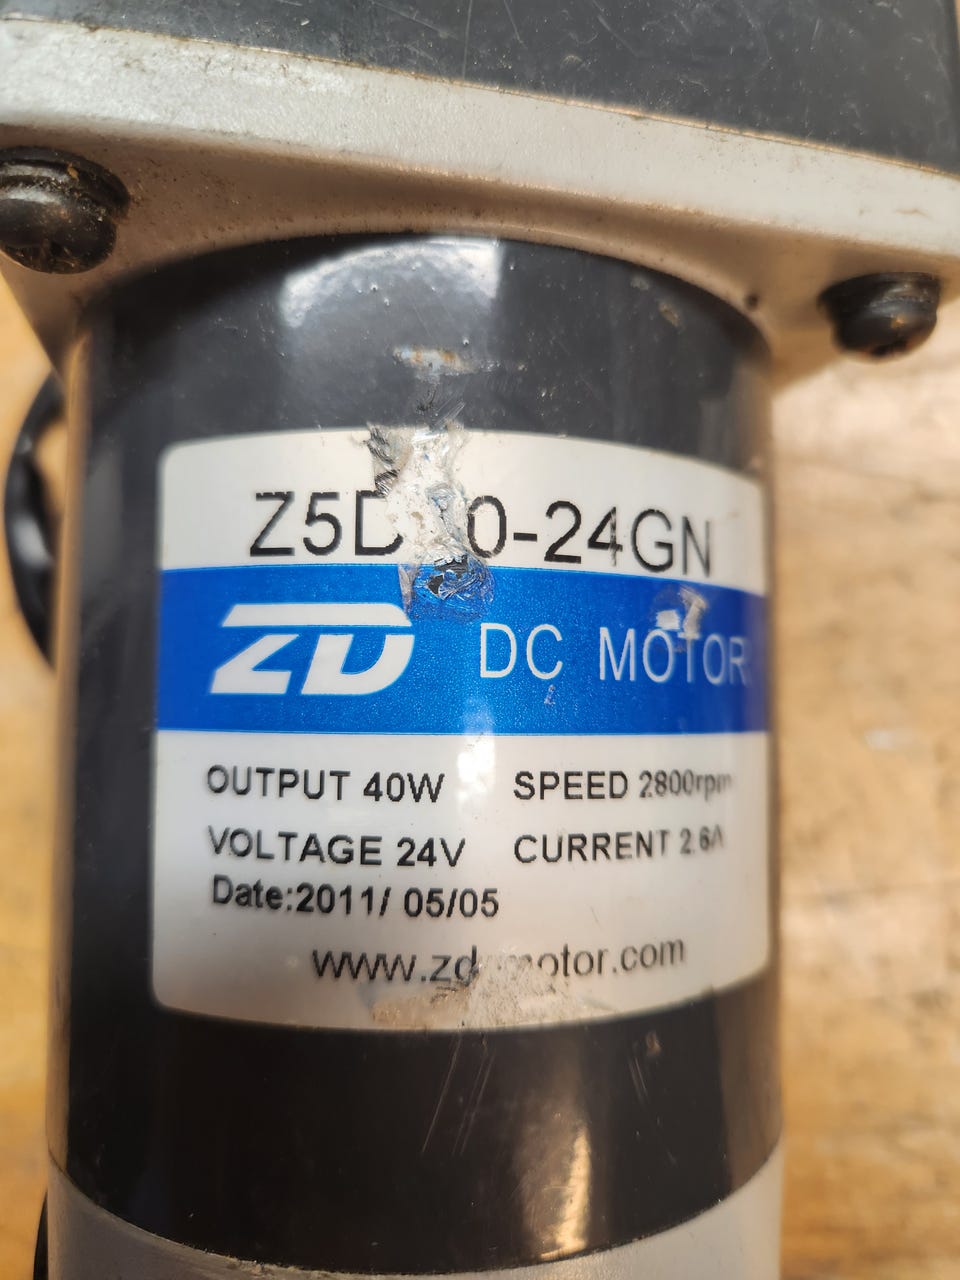 ZD DC MOTOR
OUTPUT 40W SPEED 2800rpm
VOLTAGE 24V CURRENT 2.6A
Date:2011/ 05/05